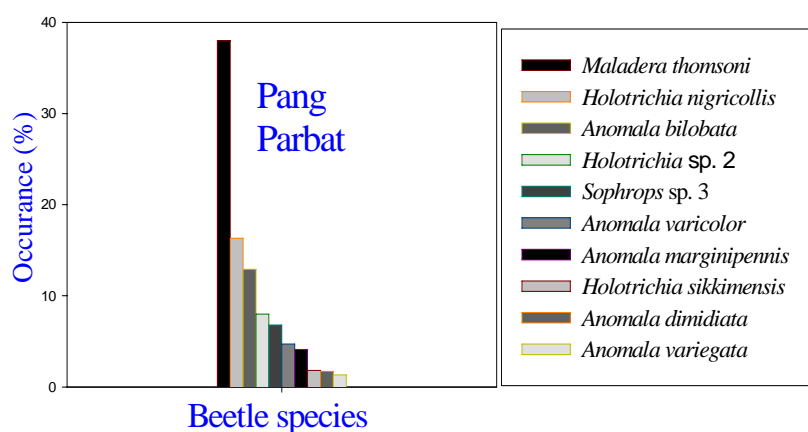 40
30
20
10
0
Occurance (%)
Pang
Parbat
Beetle species
Maladera thomsoni
Holotrichia nigricollis
Anomala bilobata
Holotrichia sp. 2
Sophrops sp. 3
Anomala varicolor
Anomala marginipennis
Holotrichia sikkimensis
Anomala dimidiata
Anomala variegata